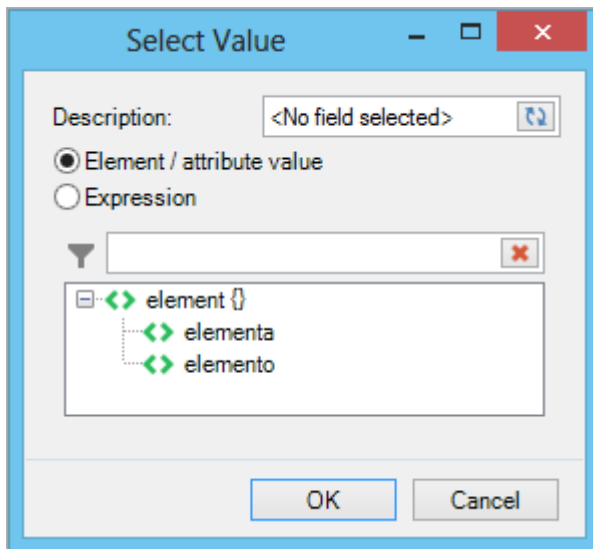 Select Value
Description: <No field selected>
Element / attribute value
Expression
element {}
elementa
elemento
OK Cancel